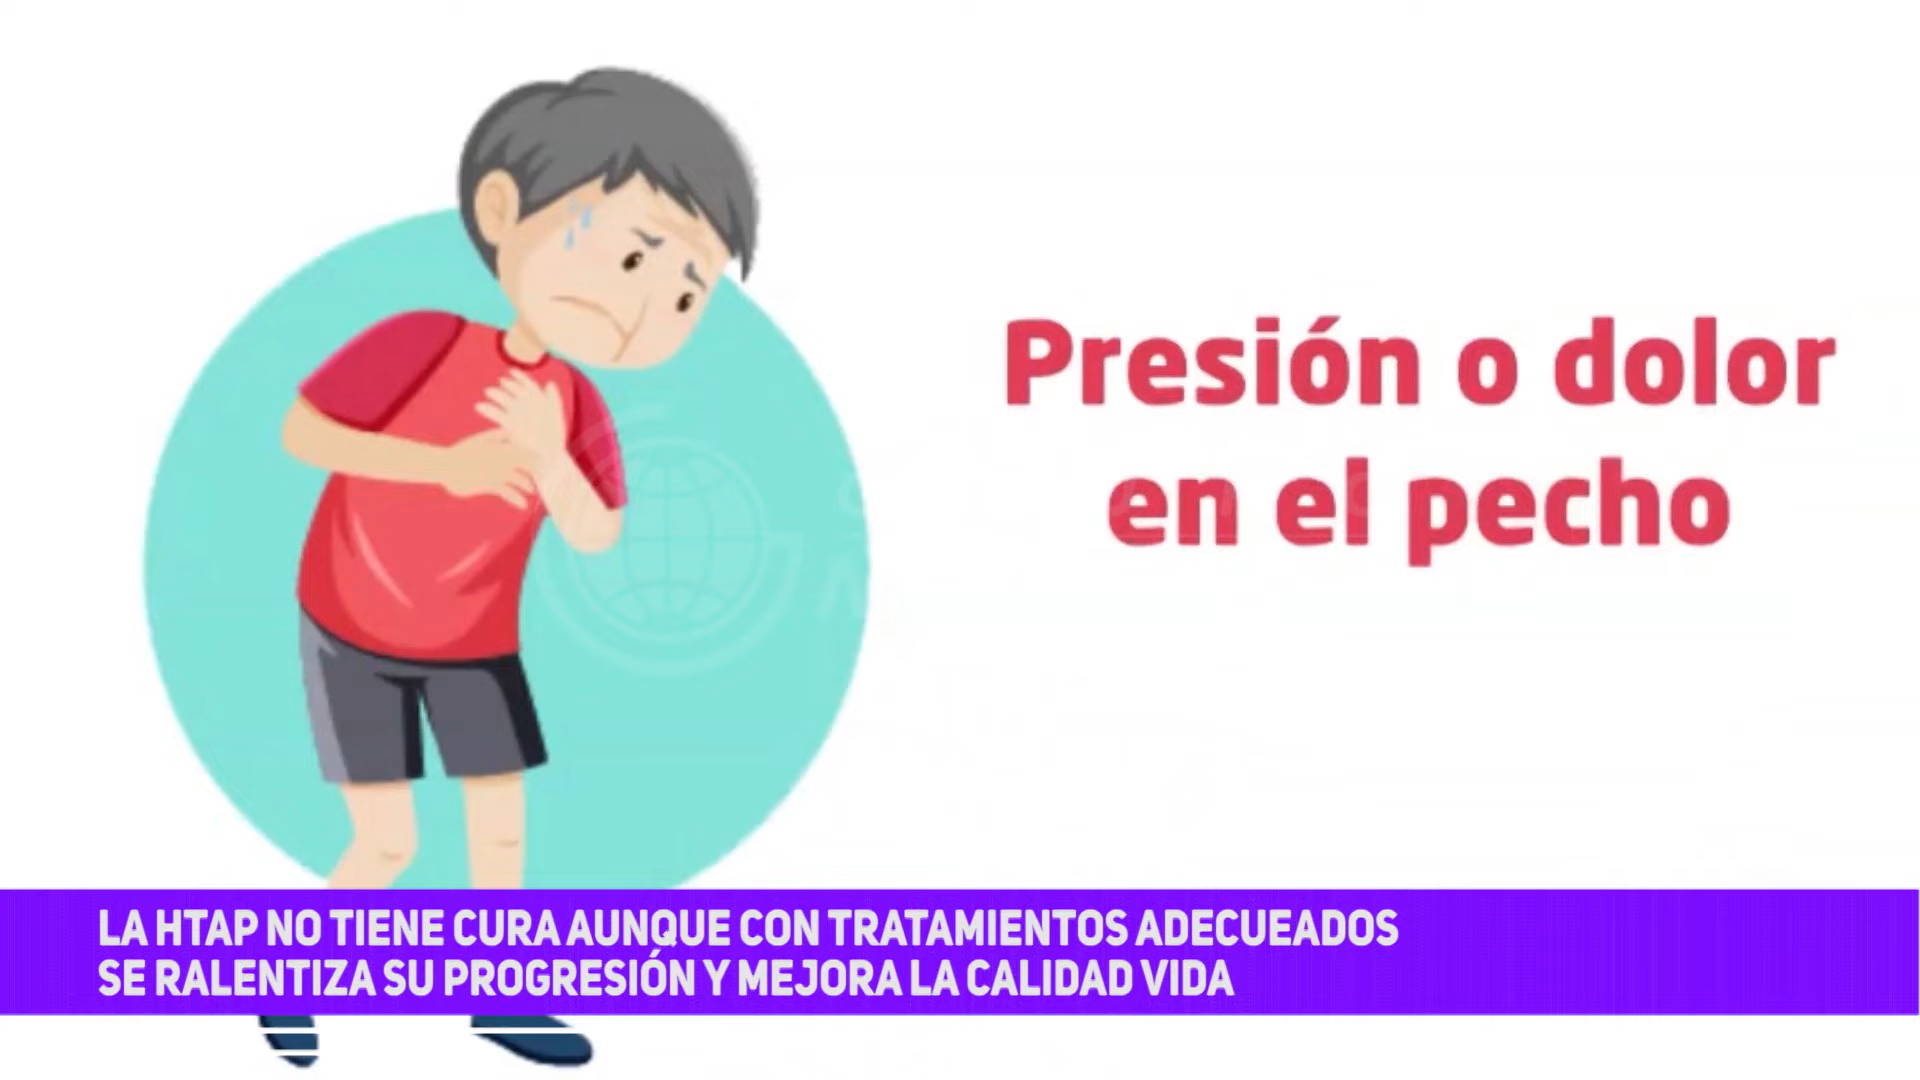 Presión o dolor
en el pecho
LA HTAP NO TIENE CURA AUNQUE CON TRATAMIENTOS ADECUEADOS
SE RALENTIZA SU PROGRESIÓN Y MEJORA LA CALIDAD VIDA